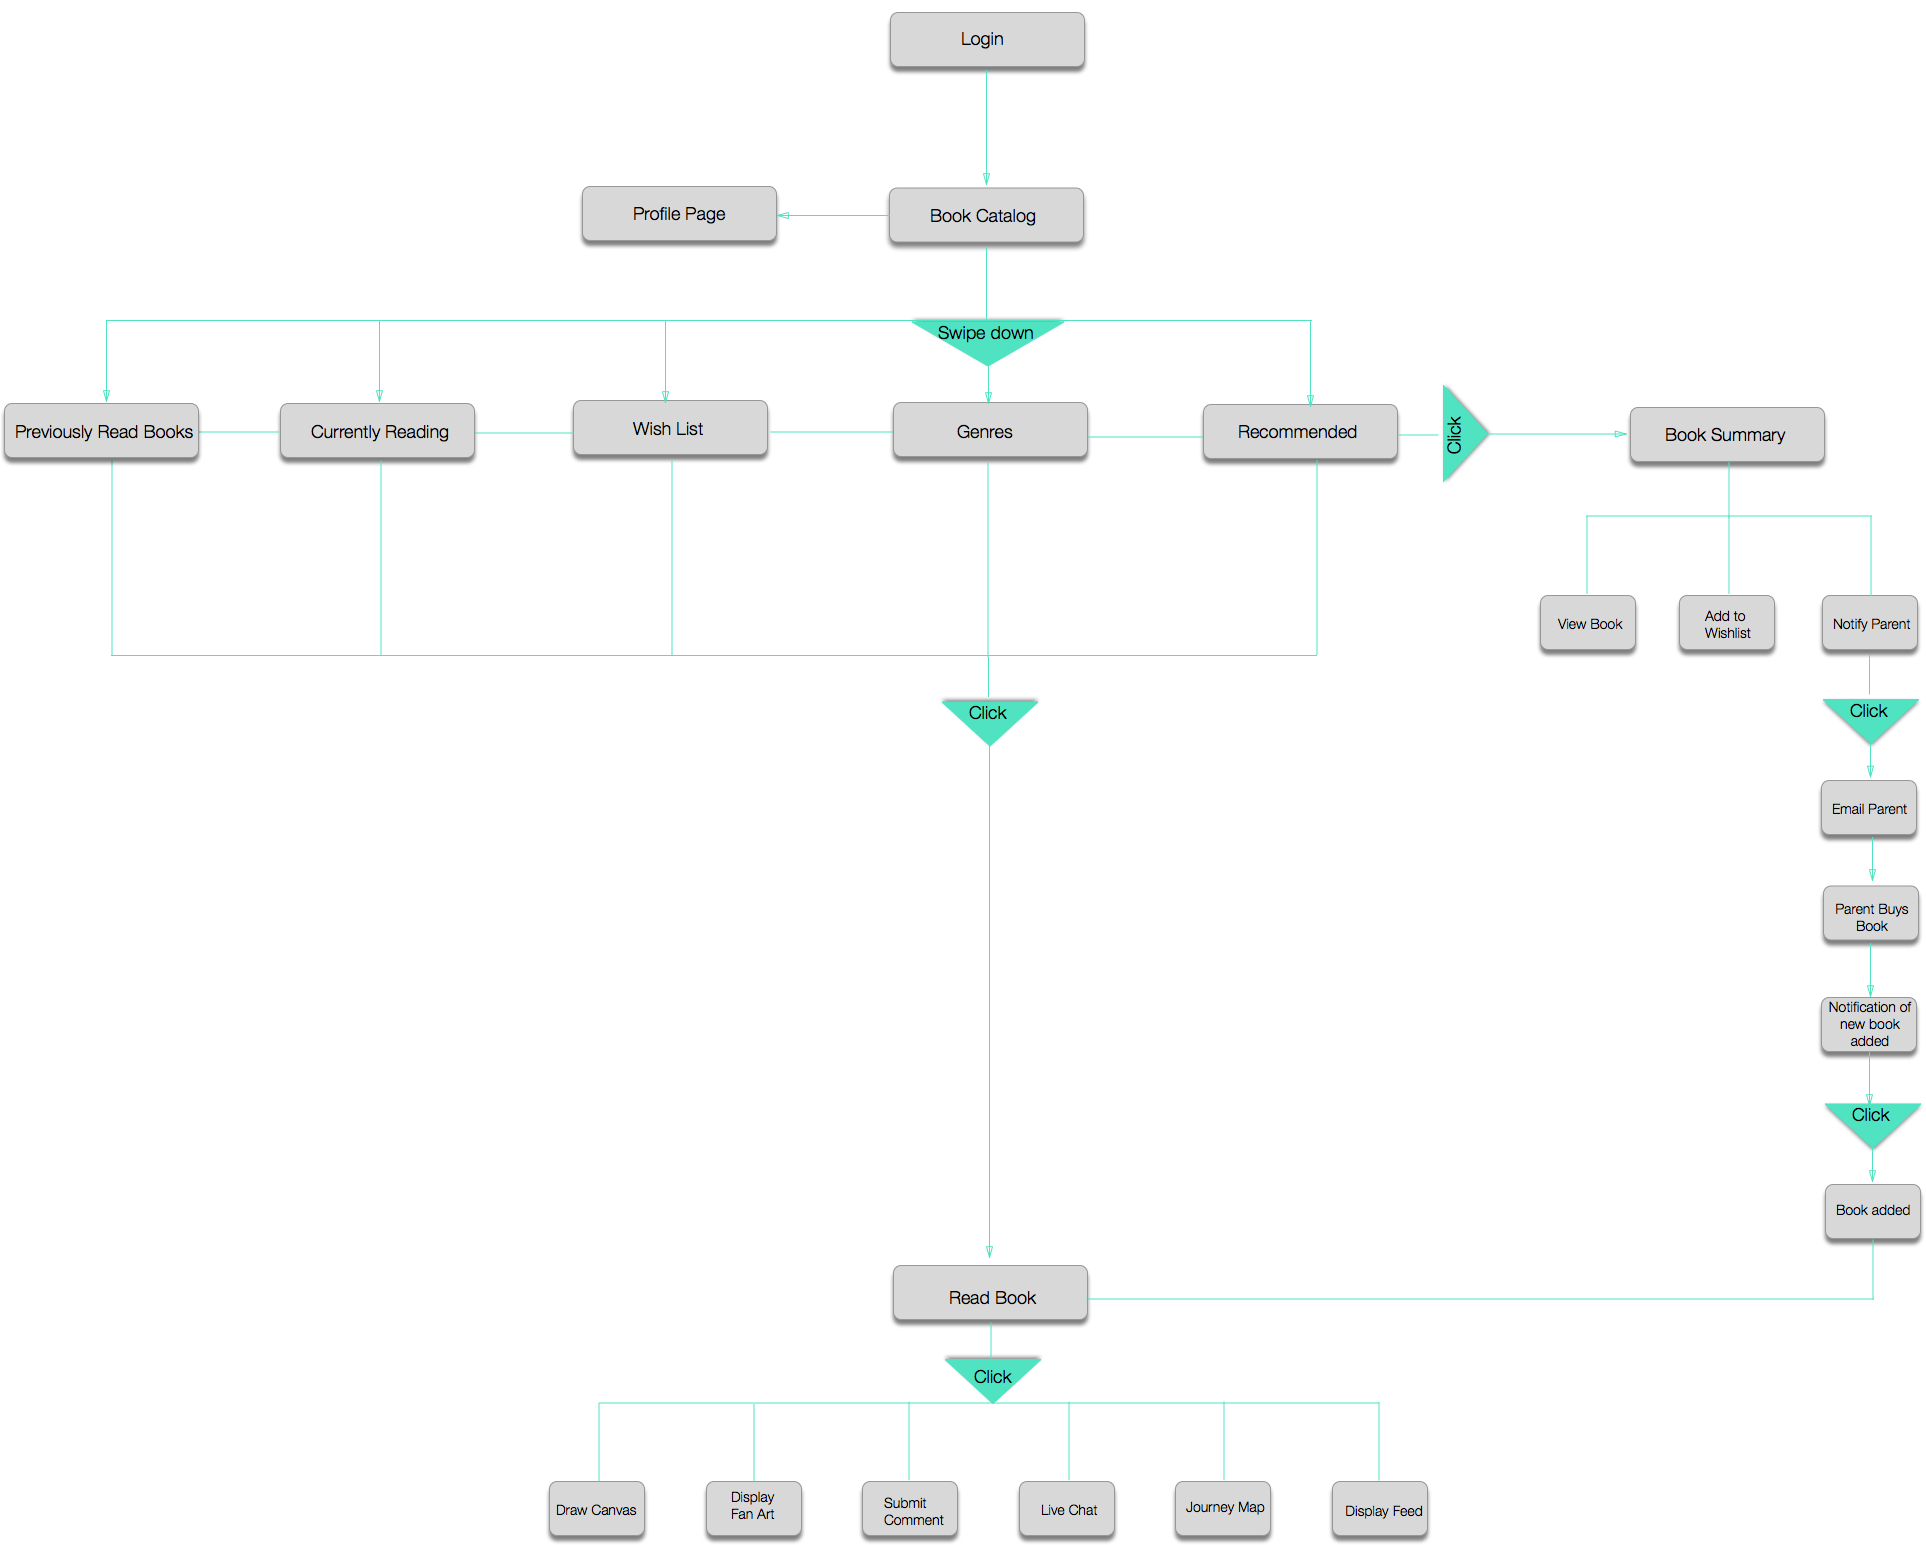 Login
Profile Page
Book Catalog
Swipe down
Previously Read Books
Currently Reading
Wish List
Genres
Recommended
Click
Book Summary
View Book
Add to
Wishlist
Notify Parent
Click
Click
Email Parent
Parent Buys
Book
Notification of
new book
added
Click
Book added
Read Book
Click
Draw Canvas
Display
Fan Art
Submit
Comment
Live Chat
Journey Map
Display Feed